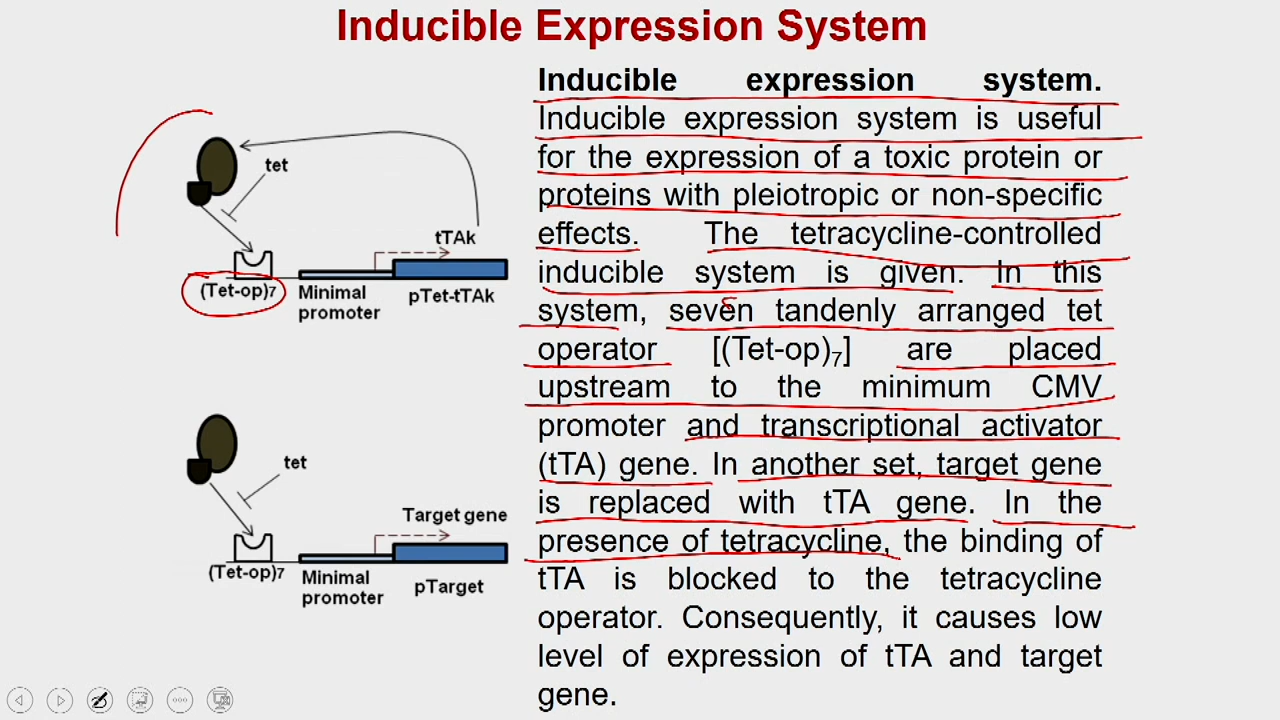 Inducible Expression System
tet
tTAk
(Tet-op)7
Minimal
promoter
pTet-tTAk
tet
Target gene
(Tet-op)7
Minimal
promoter
pTarget
Inducible expression system.
Inducible expression system is useful
for the expression of a toxic protein or
proteins with pleiotropic or non-specific
effects. The tetracycline-controlled
inducible system is given. In this
system, seven tandenly arranged tet
operator [(Tet-op)7] are placed
upstream to the minimum CMV
promoter and transcriptional activator
(tTA) gene. In another set, target gene
is replaced with tTA gene. In the
presence of tetracycline, the binding of
tTA is blocked to the tetracycline
operator. Consequently, it causes low
level of expression of tTA and target
gene.